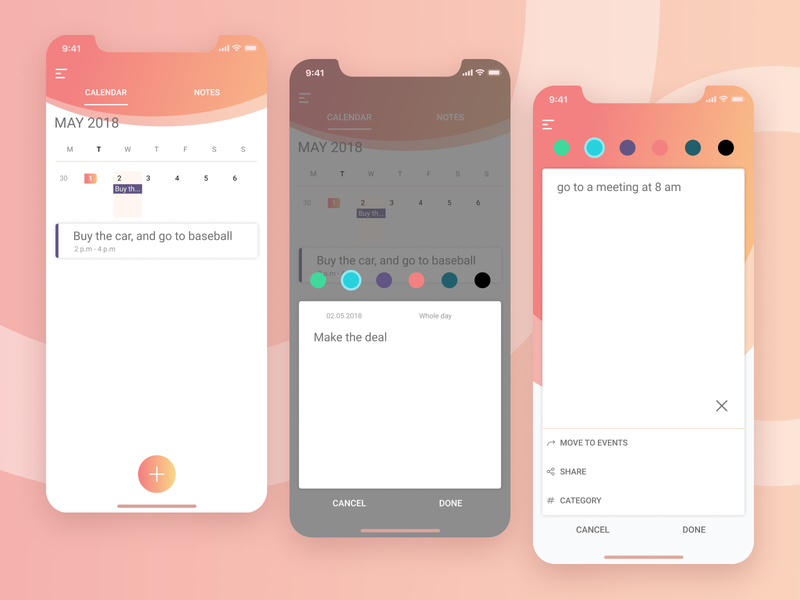 9:41
CALENDAR NOTES
MAY 2018
M T W T F S S
30 1 2 3 4 5 6
Buy th...
Buy the car, and go to baseball
2 p.m - 4 p.m
9:41
CALENDAR NOTES
MAY 2018
M T W T F S S
30 1 2 3 4 5 6
Buy th...
Buy the car, and go to baseball
02.05.2018 Whole day
Make the deal
CANCEL DONE
9:41
go to a meeting at 8 am
MOVE TO EVENTS
SHARE
# CATEGORY
CANCEL DONE